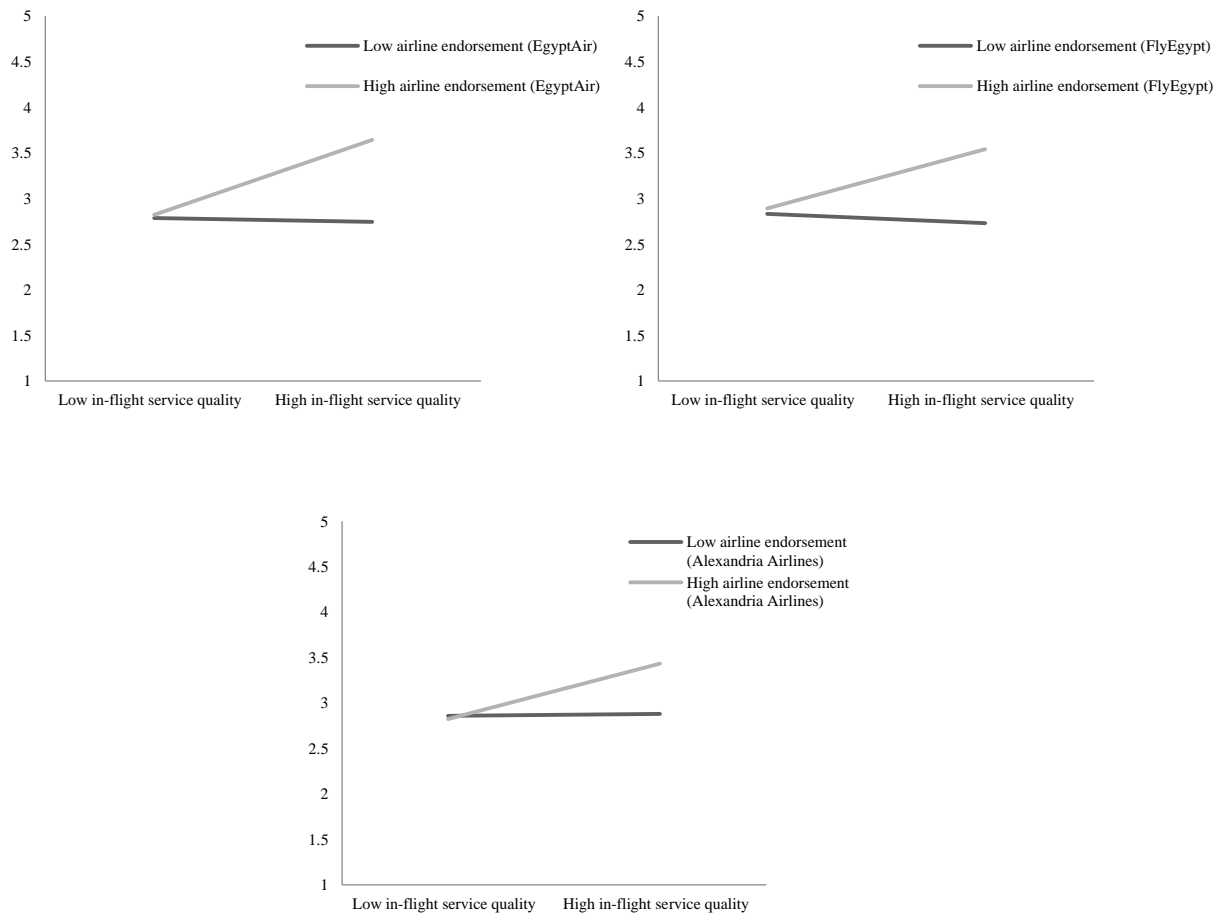 5
4.5
4
3.5
3
2.5
2
1.5
1
Low airline endorsement (EgyptAir)
High airline endorsement (EgyptAir)
Low in-flight service quality
High in-flight service quality
5
4.5
4
3.5
3
2.5
2
1.5
1
Low airline endorsement (FlyEgypt)
High airline endorsement (FlyEgypt)
Low in-flight service quality
High in-flight service quality
5
4.5
4
3.5
3
2.5
2
1.5
1
Low airline endorsement
(Alexandria Airlines)
High airline endorsement
(Alexandria Airlines)
Low in-flight service quality
High in-flight service quality